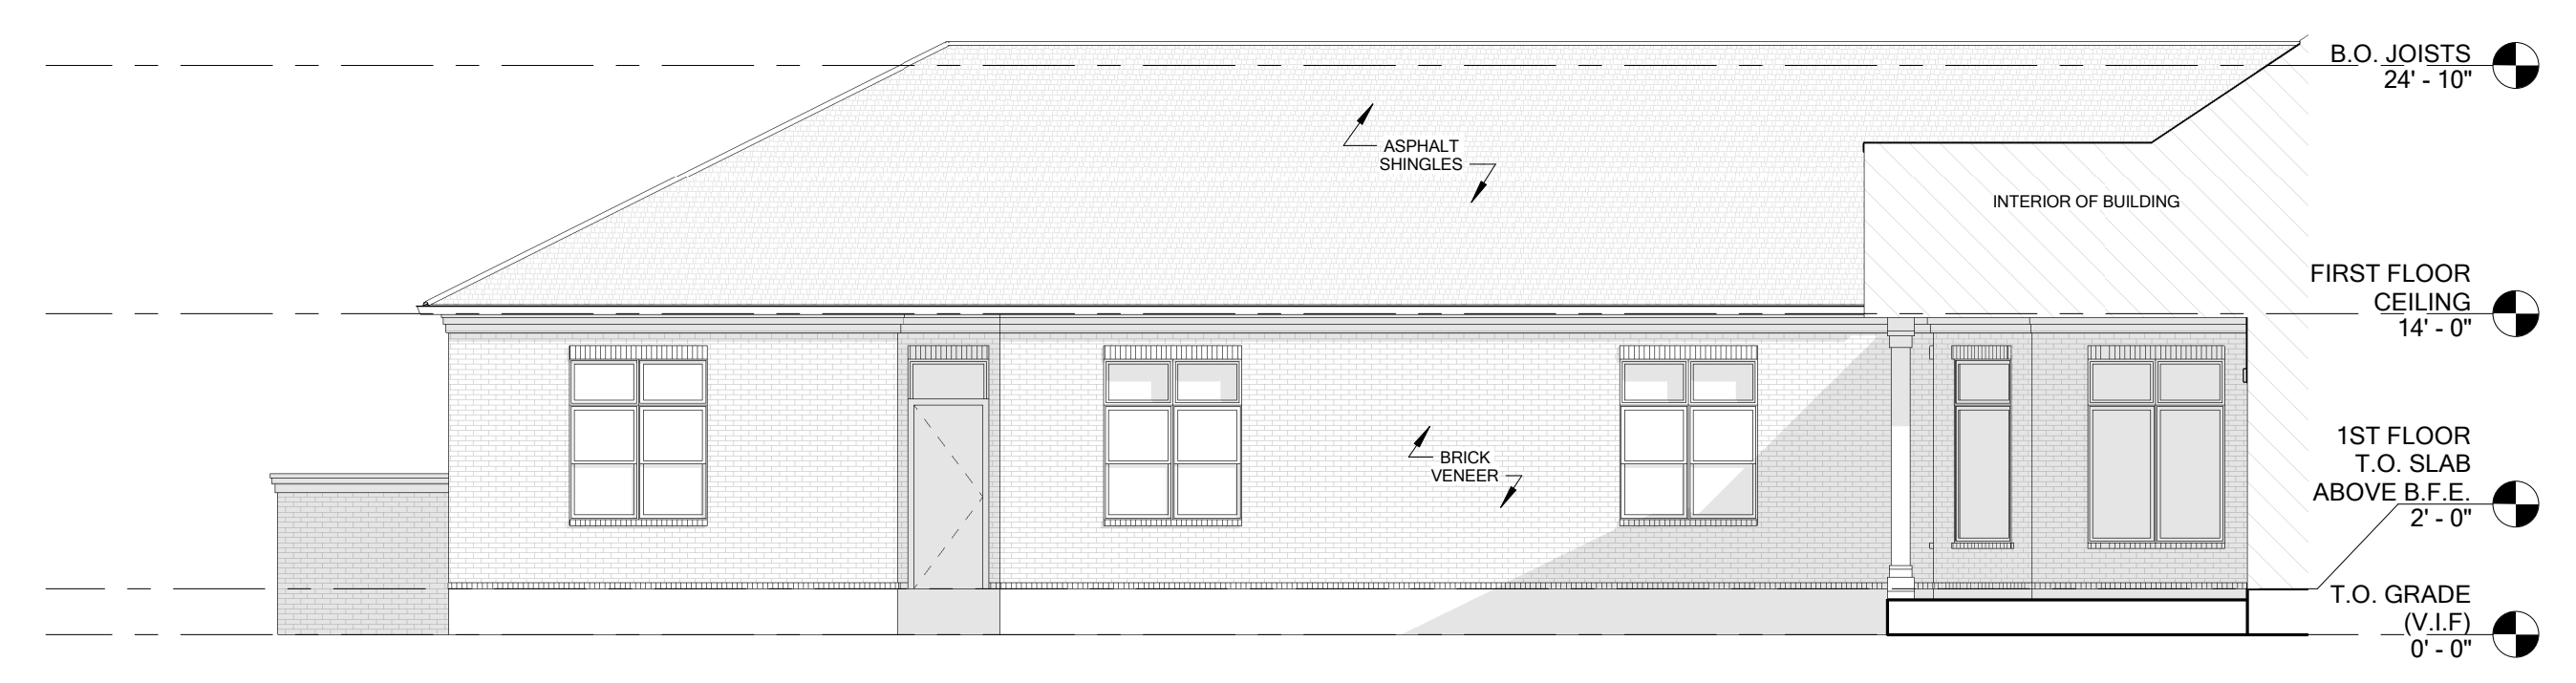 B.O. JOISTS
24' - 10"
ASPHALT
SHINGLES
INTERIOR OF BUILDING
FIRST FLOOR
CEILING
14' - 0"
1ST FLOOR
T.O. SLAB
ABOVE B.F.E.
2' - 0"
BRICK
VENEER
T.O. GRADE
(V.I.F)
0' - 0"